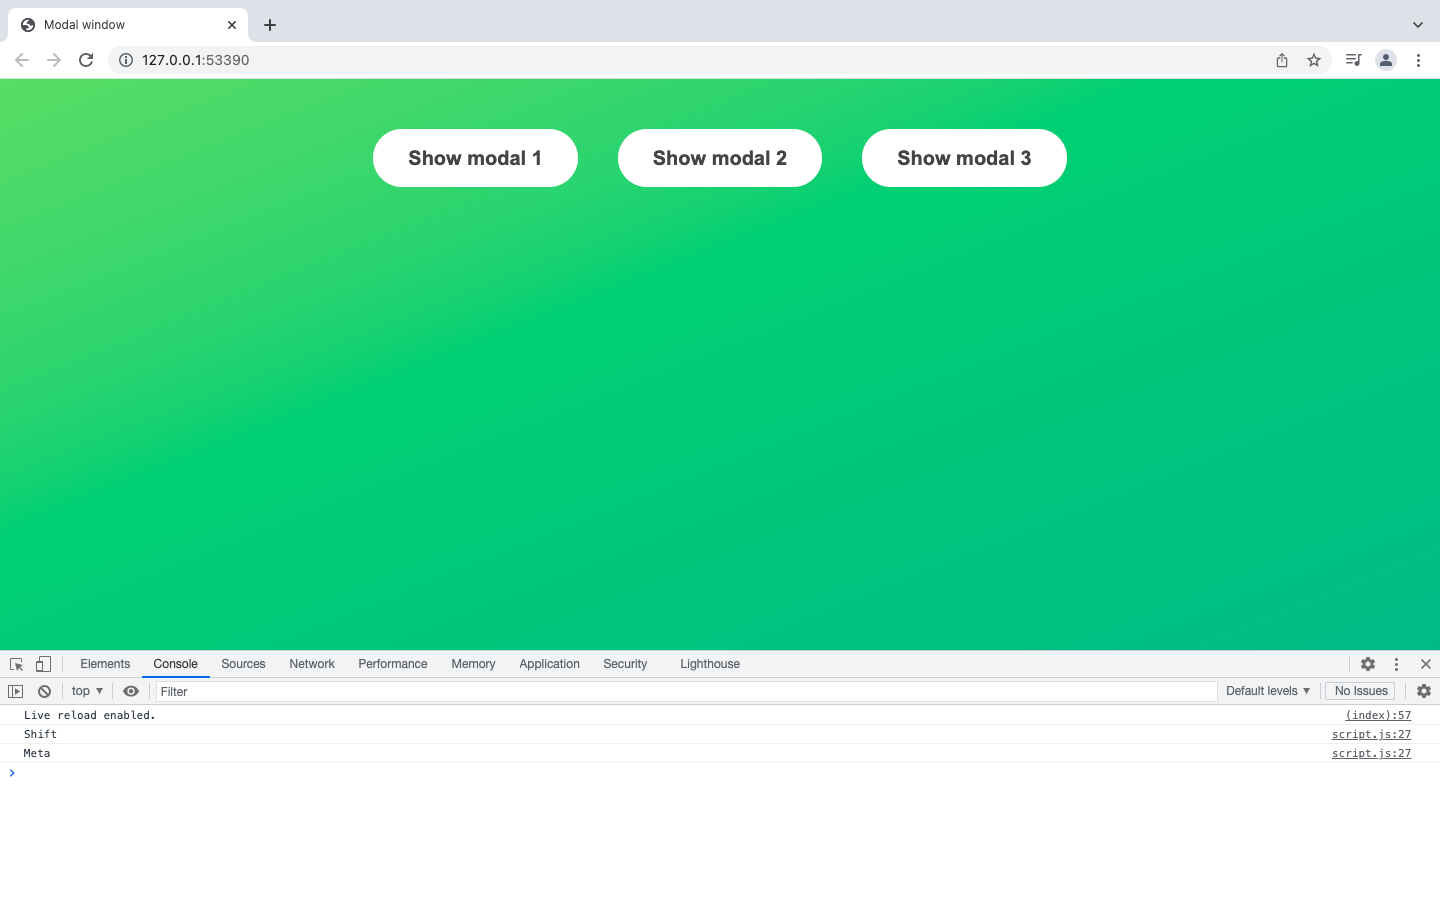 Modal window
127.0.0.1:53390
Show modal 1 Show modal 2 Show modal 3
Elements Console Sources Network Performance Memory Application Security Lighthouse
top Filter Default levels No Issues
Live reload enabled. (index):57
Shift script.js:27
Meta script.js:27